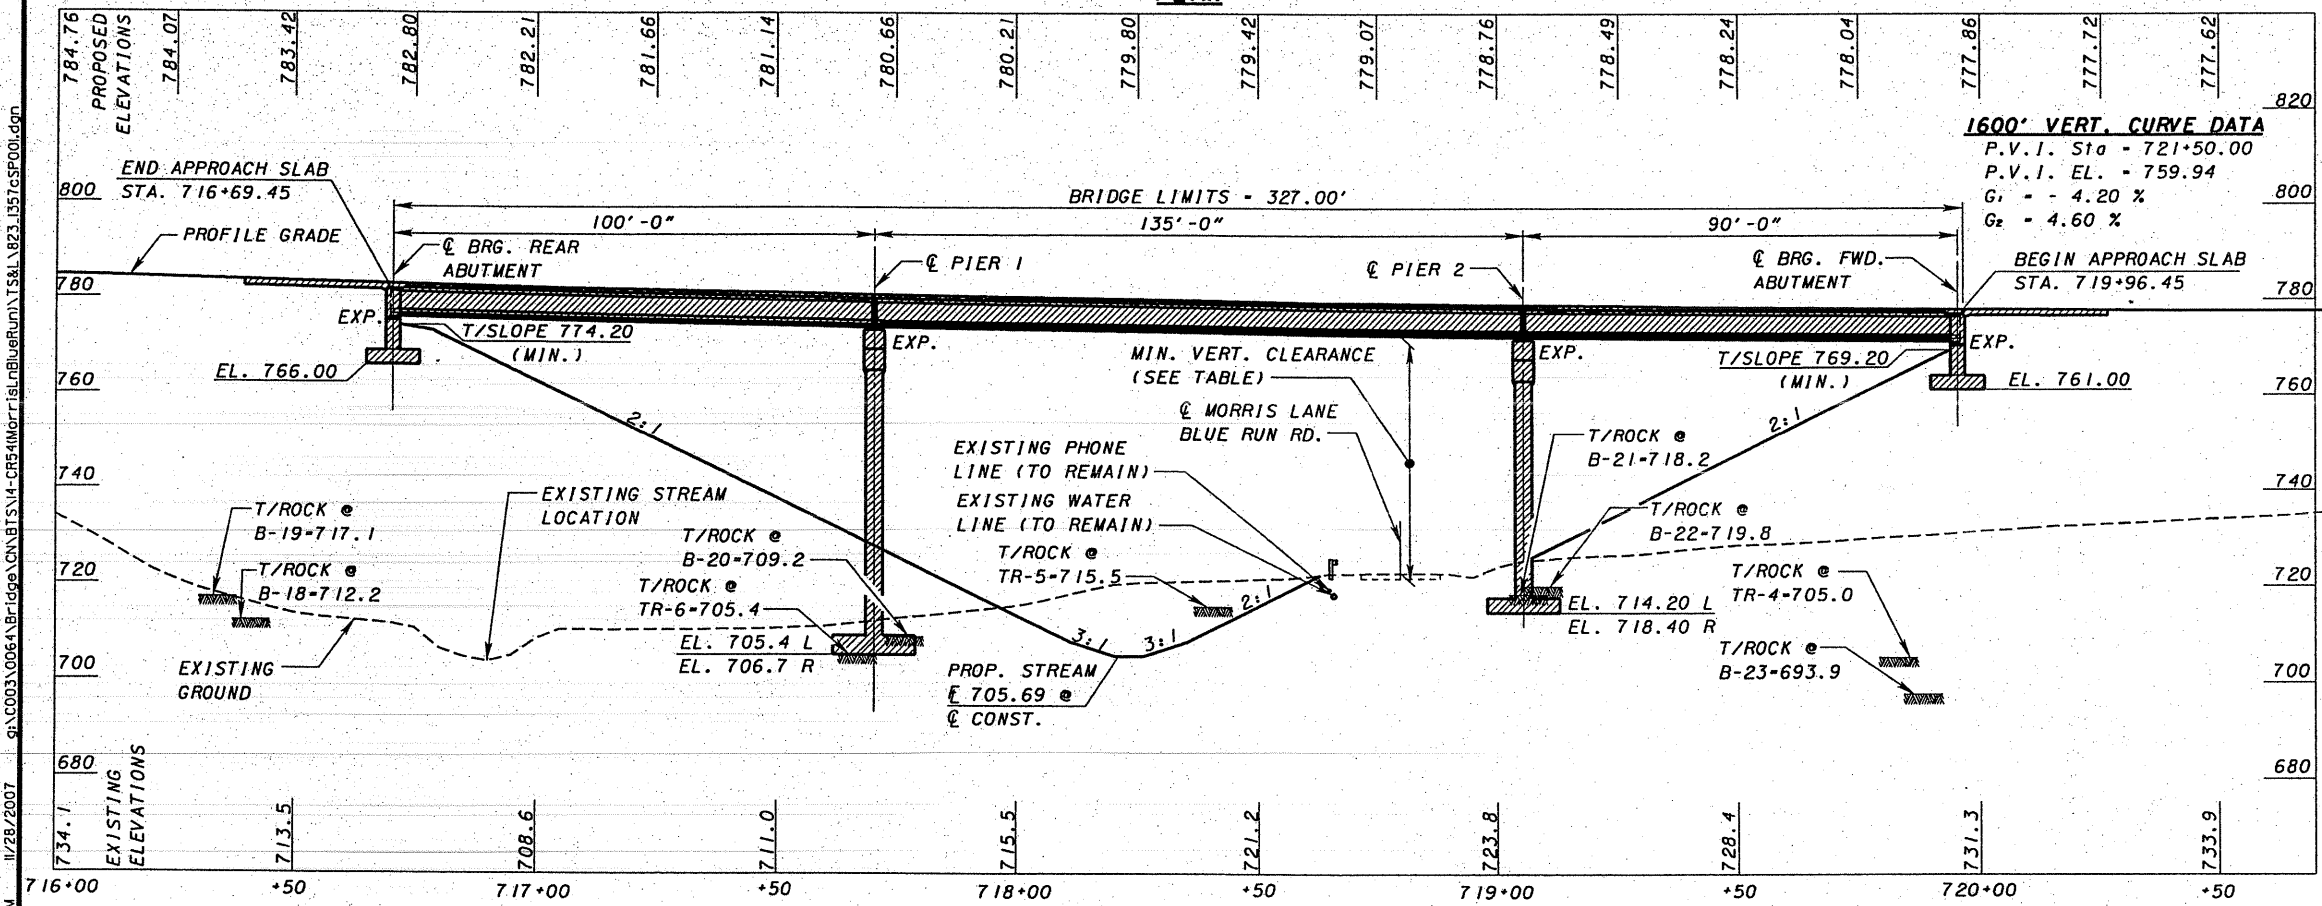 784.76
PROPOSED
ELEVATIONS
784.07
783.42
782.80
782.21
781.66
781.14
780.66
780.21
779.80
779.42
779.07
778.76
778.49
778.24
778.04
777.86
777.72
777.62
820
1600' VERT. CURVE DATA
P.V.I. Sta = 721+50.00
P.V.I. EL. = 759.94
G₁ = - 4.20 %
G₂ = 4.60 %
END APPROACH SLAB
STA. 716+69.45
800
BRIDGE LIMITS = 327.00'
800
100'-0"
135'-0"
90'-0"
PROFILE GRADE
℄ BRG. REAR
ABUTMENT
℄ PIER 1
℄ PIER 2
℄ BRG. FWD.
ABUTMENT
BEGIN APPROACH SLAB
STA. 719+96.45
780
780
EXP.
T/SLOPE 774.20
(MIN.)
EXP.
MIN. VERT. CLEARANCE
(SEE TABLE)
EXP.
T/SLOPE 769.20
(MIN.)
EXP.
EL. 766.00
EL. 761.00
760
760
2:1
2:1
℄ MORRIS LANE
BLUE RUN RD.
EXISTING PHONE
LINE (TO REMAIN)
EXISTING WATER
LINE (TO REMAIN)
T/ROCK @
B-21=718.2
740
740
T/ROCK @
B-19=717.1
EXISTING STREAM
LOCATION
T/ROCK @
B-20=709.2
T/ROCK @
TR-5=715.5
T/ROCK @
B-22=719.8
720
720
T/ROCK @
B-18=712.2
T/ROCK @
TR-6=705.4
2:1
T/ROCK @
TR-4=705.0
EL. 714.20 L
EL. 718.40 R
EL. 705.4 L
EL. 706.7 R
3:1
3:1
T/ROCK @
B-23=693.9
700
700
EXISTING
GROUND
PROP. STREAM
705.69 @
℄ CONST.
680
680
734.1
EXISTING
ELEVATIONS
713.5
708.6
711.0
715.5
721.2
723.8
728.4
731.3
733.9
716+00
+50
717+00
+50
718+00
+50
719+00
+50
720+00
+50
11/28/2007